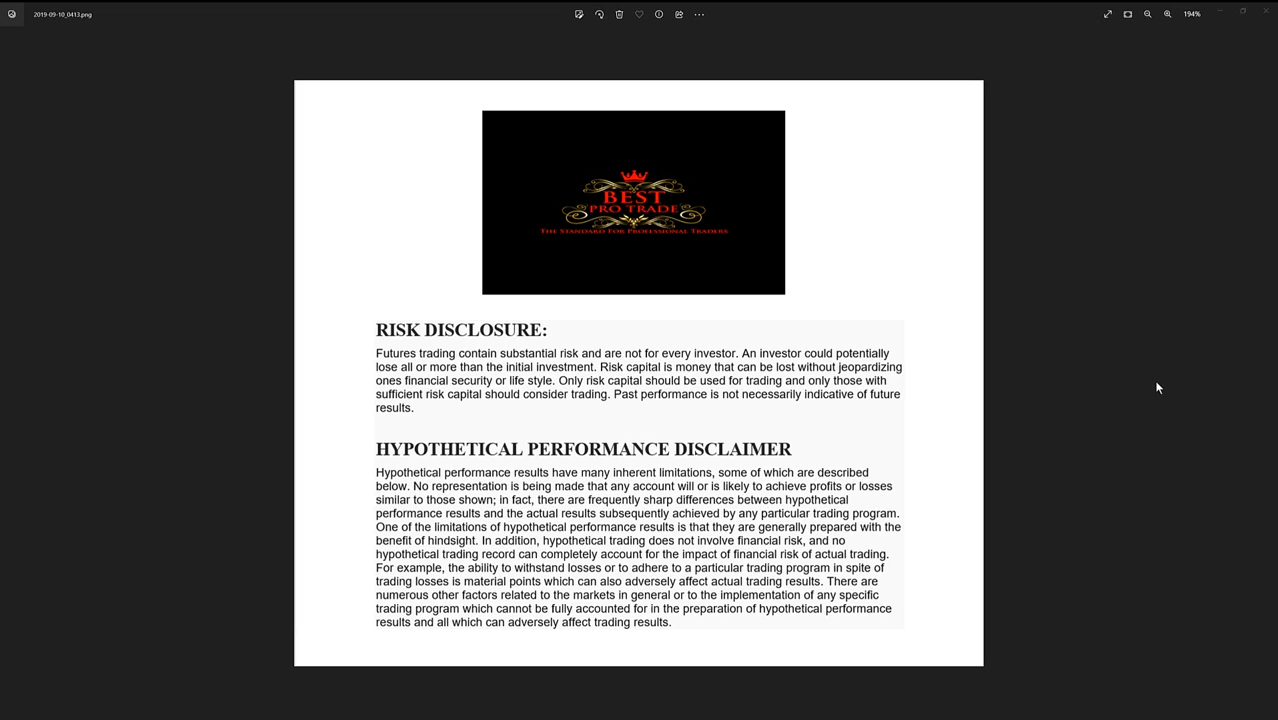 2019-09-10_0413.png
194%
BEST
PRO TRADE
THE STANDARD FOR PROFESSIONAL TRADERS
RISK DISCLOSURE:
Futures trading contain substantial risk and are not for every investor. An investor could potentially
lose all or more than the initial investment. Risk capital is money that can be lost without jeopardizing
ones financial security or life style. Only risk capital should be used for trading and only those with
sufficient risk capital should consider trading. Past performance is not necessarily indicative of future
results.
HYPOTHETICAL PERFORMANCE DISCLAIMER
Hypothetical performance results have many inherent limitations, some of which are described
below. No representation is being made that any account will or is likely to achieve profits or losses
similar to those shown; in fact, there are frequently sharp differences between hypothetical
performance results and the actual results subsequently achieved by any particular trading program.
One of the limitations of hypothetical performance results is that they are generally prepared with the
benefit of hindsight. In addition, hypothetical trading does not involve financial risk, and no
hypothetical trading record can completely account for the impact of financial risk of actual trading.
For example, the ability to withstand losses or to adhere to a particular trading program in spite of
trading losses is material points which can also adversely affect actual trading results. There are
numerous other factors related to the markets in general or to the implementation of any specific
trading program which cannot be fully accounted for in the preparation of hypothetical performance
results and all which can adversely affect trading results.